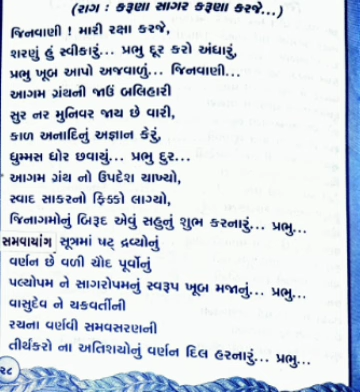 (રાગ : કરૂણા સાગર કરૂણા કરજે...)
જિનવાણી ! મારી રક્ષા કરજે,
શરણું હું સ્વીકારું... પ્રભુ દૂર કરો અંધારું,
પ્રભુ ખૂબ આપો અજવાળું... જિનવાણી...
આગમ ગ્રંથની જાઉં બલિહારી
સુર નર મુનિવર જાય છે વારી,
કાળ અનાદિનું અજ્ઞાન કેરું,
ધુમ્મસ ઘોર છવાયું... પ્રભુ દુર...
આગમ ગ્રંથ નો ઉપદેશ ચાખ્યો,
સ્વાદ સાકરનો ફિક્કો લાગ્યો,
જિનાગમોનું બિરૂદ એવું સહુનું શુભ કરનારું... પ્રભુ...
સમવાયાંગ સૂત્રમાં ષટ્ દ્રવ્યોનું
વર્ણન છે વળી ચૌદ પૂર્વોનું
પલ્યોપમ ને સાગરોપમનું સ્વરૂપ ખૂબ મજાનું... પ્રભુ...
વાસુદેવ ને ચક્રવર્તીની
રચના વર્ણવી સમવસરણની
તીર્થંકરો ના અતિશયોનું વર્ણન દિલ હરનારું... પ્રભુ...
૨૮